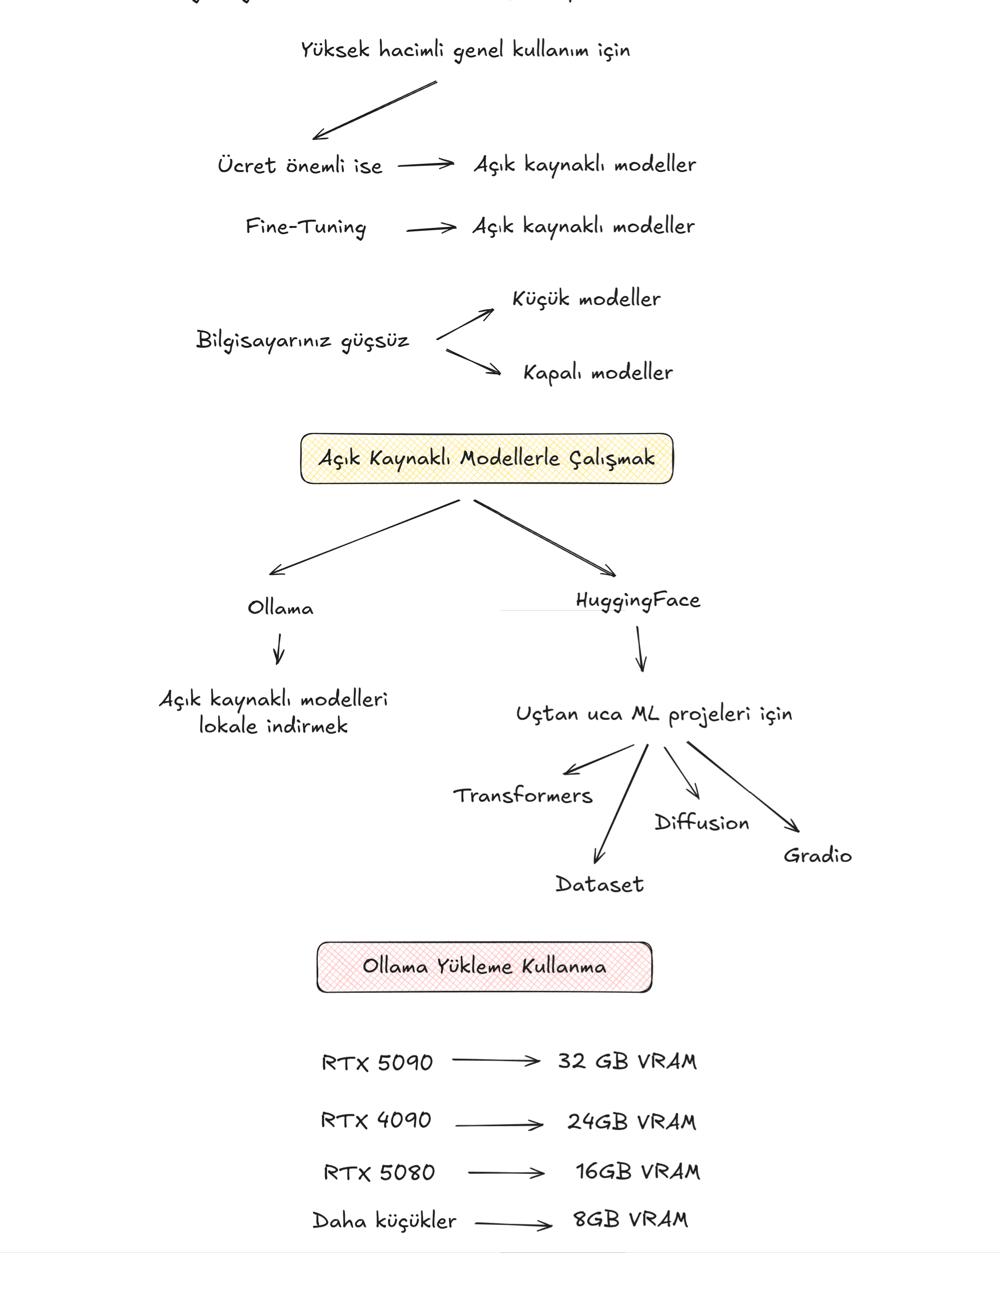 Yüksek hacimli genel kullanım için
Ücret önemli ise
Açık kaynaklı modeller
Fine-Tuning
Açık kaynaklı modeller
Bilgisayarınız güçsüz
Küçük modeller
Kapalı modeller
Açık Kaynaklı Modellerle Çalışmak
Ollama
HuggingFace
Açık kaynaklı modelleri
lokale indirmek
Uçtan uca ML projeleri için
Transformers
Diffusion
Gradio
Dataset
Ollama Yükleme Kullanma
RTX 5090
32 GB VRAM
RTX 4090
24GB VRAM
RTX 5080
16GB VRAM
Daha küçükler
8GB VRAM